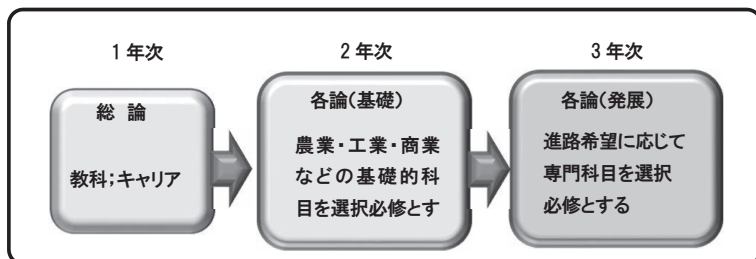 1 年次
2 年次
3 年次
総 論
教科;キャリア
各論(基礎)
農業・工業・商業
などの基礎的科
目を選択必修とす
各論(発展)
進路希望に応じて
専門科目を選択
必修とする